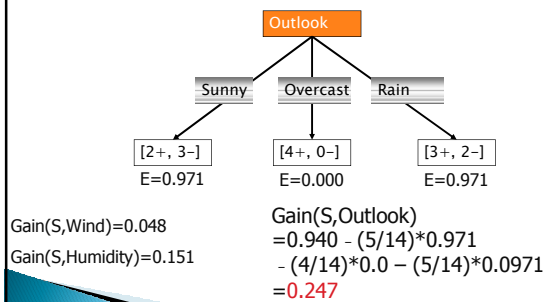 Outlook
Sunny Overcast Rain
[2+, 3-] [4+, 0-] [3+, 2-]
E=0.971 E=0.000 E=0.971
Gain(S,Wind)=0.048
Gain(S,Humidity)=0.151
Gain(S,Outlook)
=0.940 - (5/14)*0.971
- (4/14)*0.0 – (5/14)*0.0971
=0.247